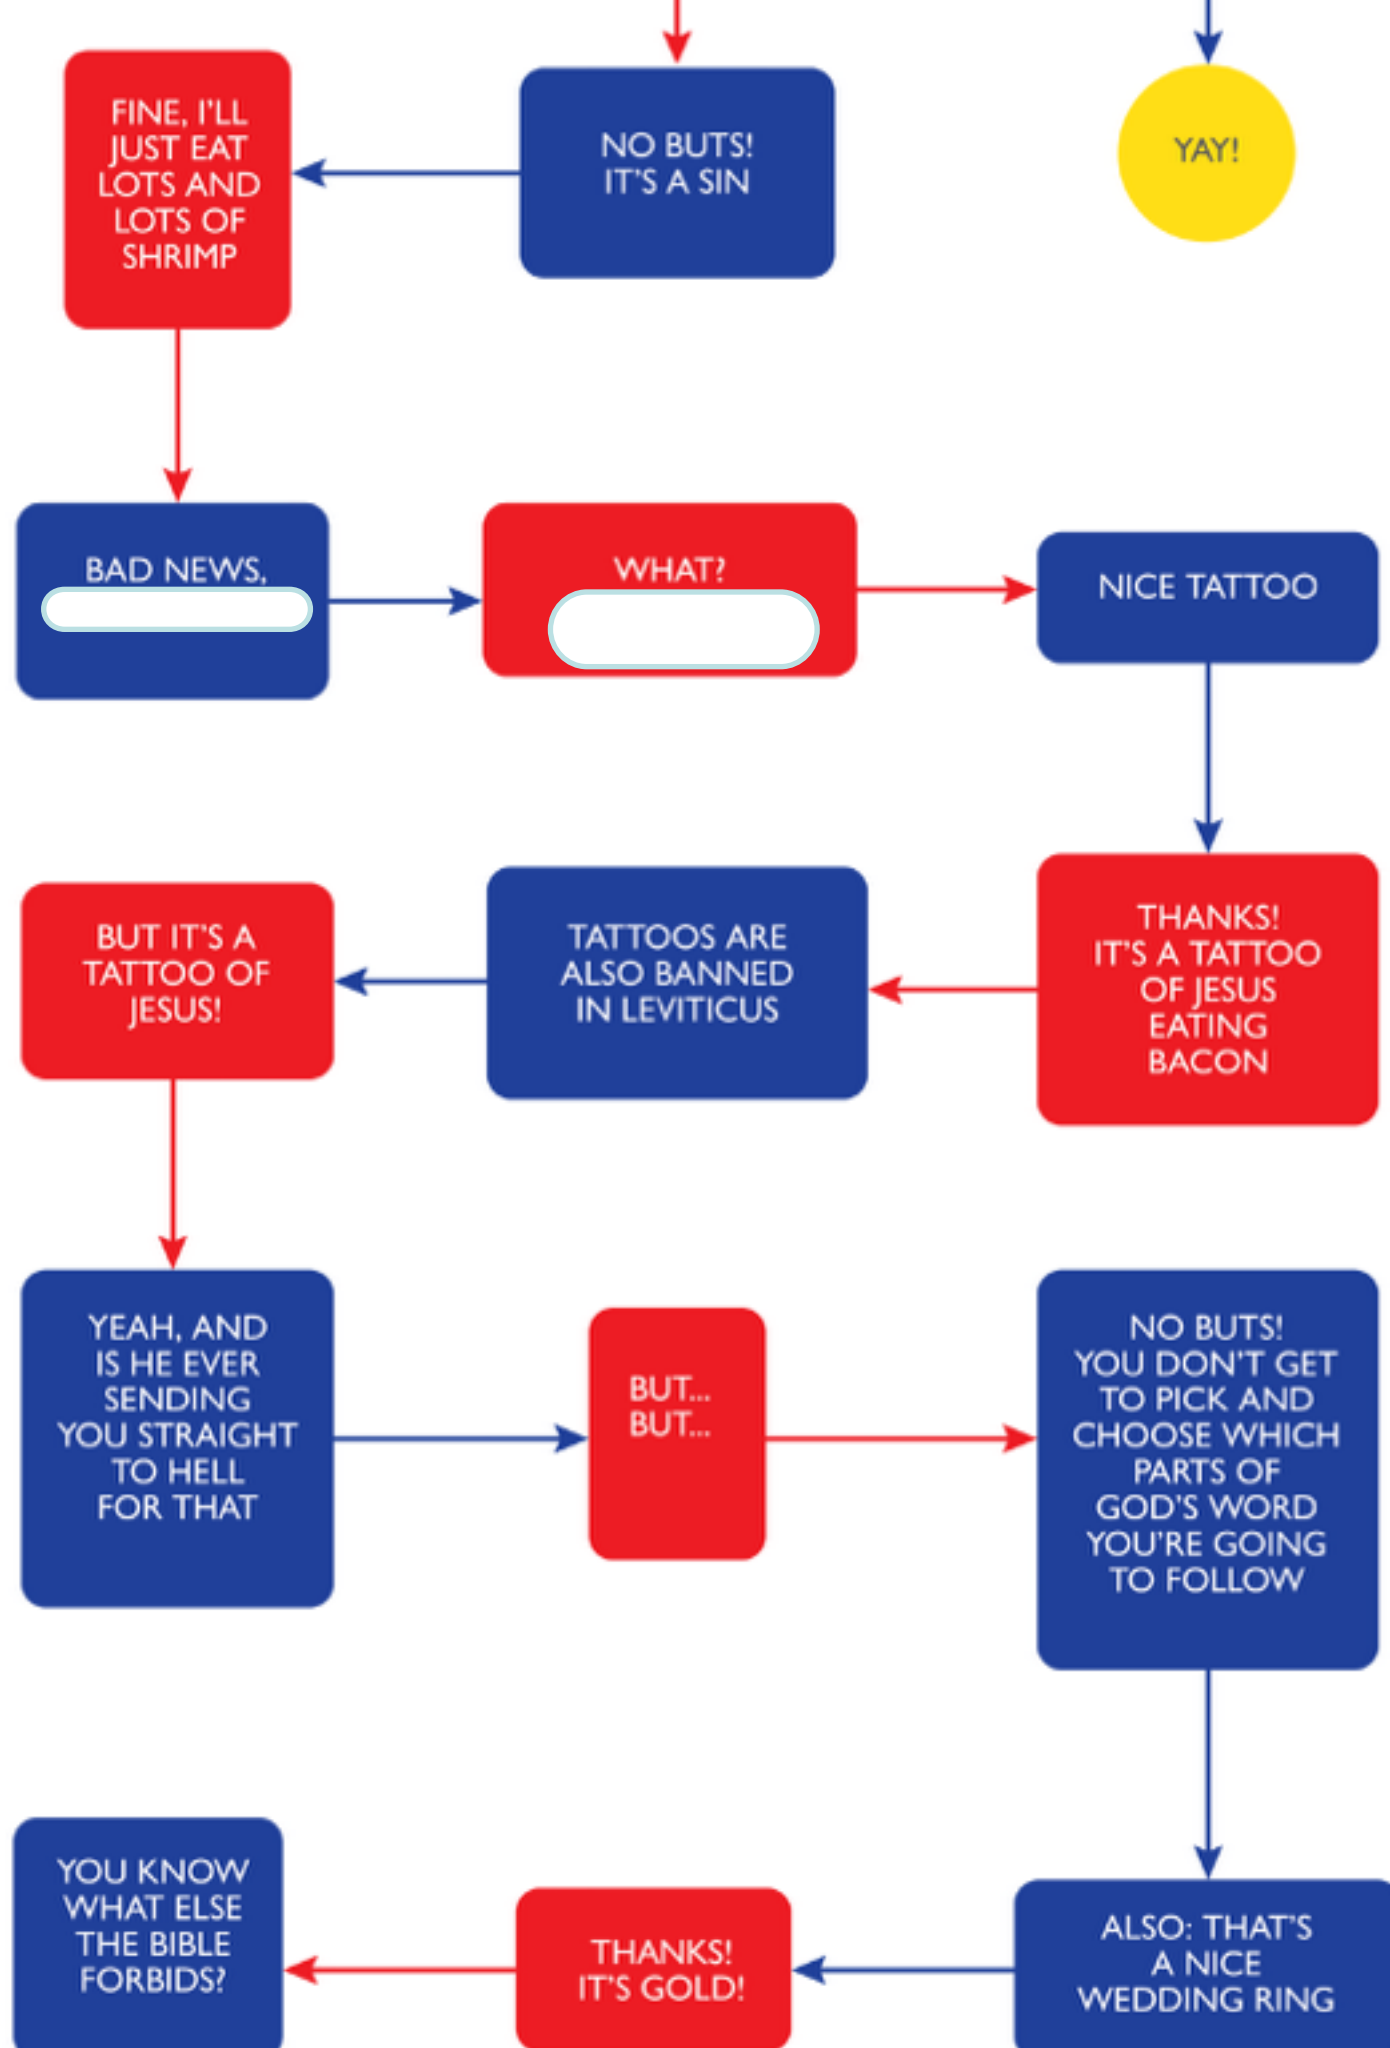 NO BUTS!
IT'S A SIN
YAY!
FINE, I'LL
JUST EAT
LOTS AND
LOTS OF
SHRIMP
BAD NEWS,
WHAT?
NICE TATTOO
THANKS!
IT'S A TATTOO
OF JESUS
EATING
BACON
TATTOOS ARE
ALSO BANNED
IN LEVITICUS
BUT IT'S A
TATTOO OF
JESUS!
YEAH, AND
IS HE EVER
SENDING
YOU STRAIGHT
TO HELL
FOR THAT
BUT...
BUT...
NO BUTS!
YOU DON'T GET
TO PICK AND
CHOOSE WHICH
PARTS OF
GOD'S WORD
YOU'RE GOING
TO FOLLOW
ALSO: THAT'S
A NICE
WEDDING RING
THANKS!
IT'S GOLD!
YOU KNOW
WHAT ELSE
THE BIBLE
FORBIDS?